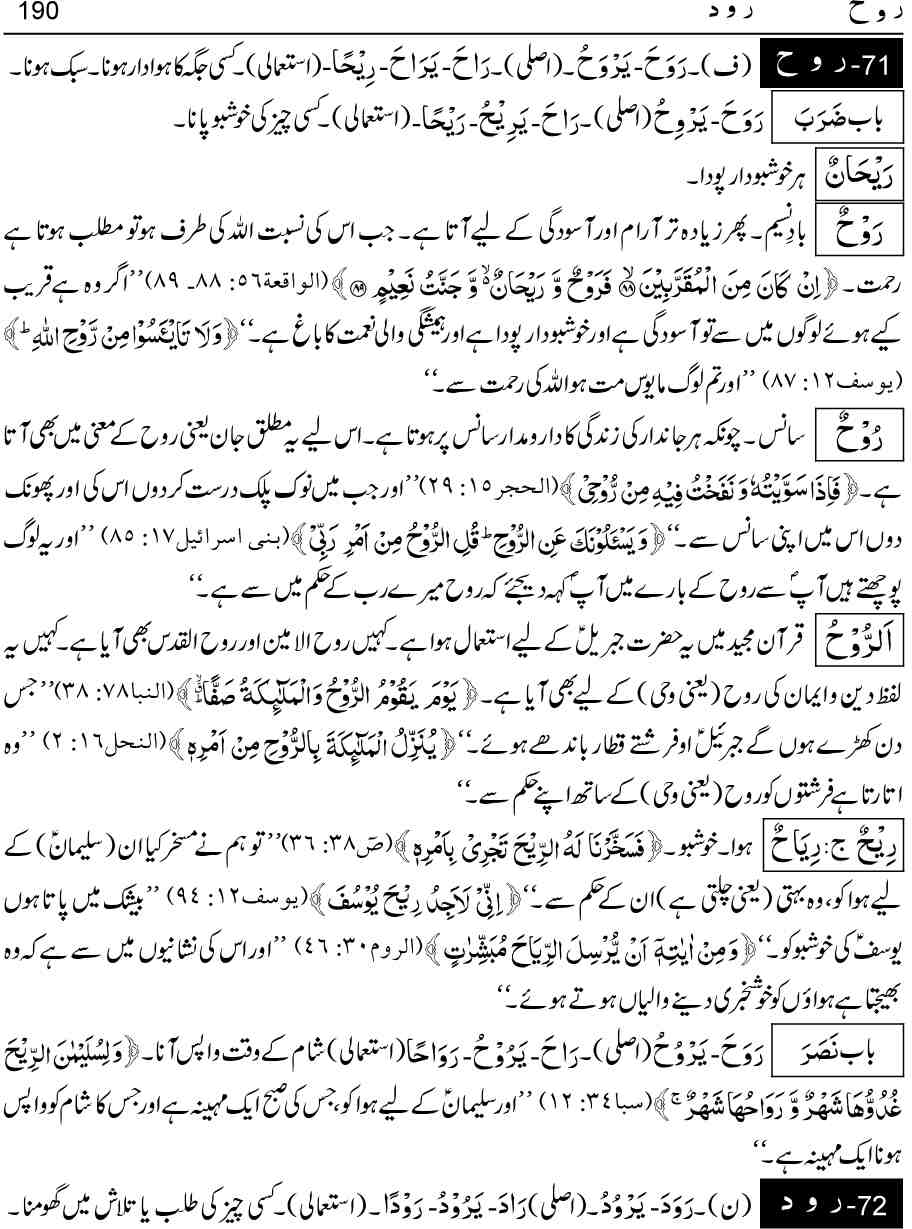 روح رود 190
71- ر و ح (ف)۔رَوَحَ۔ یَرْوَحُ۔ (اصلی)۔ رَاحَ۔ یَرَاحَ۔ رِیْحًا۔(استعمالی)۔ کسی جگہ کا ہوادار ہونا۔ سبک ہونا۔
باب ضَرَبَ رَوَحَ۔ یَرْوِحُ(اصلی)۔ رَاحَ۔ یَرِیْحُ۔ رَیْحًا۔(استعمالی)۔ کسی چیز کی خوشبو پانا۔
رَیْحَانٌ ہر خوشبودار پودا۔
رَوْحٌ بادِنسیم۔ پھر زیادہ تر آرام اور آسودگی کے لیے آتا ہے۔ جب اس کی نسبت اللہ کی طرف ہو تو مطلب ہوتا ہے
رحمت۔ ﴿اِنْ كَانَ مِنَ الْمُقَرَّبِیْنَ ۙ﴿۸۸﴾ فَرَوْحٌ وَّ رَیْحَانٌ ۙ۬ وَّ جَنَّتُ نَعِیْمٍ ﴿۸۹﴾﴾(الواقعة۵۶: ۸۸۔ ۸۹)’’اگر وہ ہے قریب
کیے ہوئے لوگوں میں سے تو آسودگی ہے اور خوشبودار پودا ہے اور ہمیشگی والی نعمت کا باغ ہے۔‘‘﴿وَلَا تَایْـَٔسُوْا مِنْ رَّوْحِ اللّٰهِ ؕ﴾
(یوسف۱۲: ۸۷) ’’اور تم لوگ مایوس مت ہو اللہ کی رحمت سے۔‘‘
رُوْحٌ سانس۔ چونکہ ہر جاندار کی زندگی کا دارومدار سانس پر ہوتا ہے۔ اس لیے یہ مطلق جان یعنی روح کے معنی میں بھی آتا
ہے۔﴿فَاِذَا سَوَّیْتُهٗ وَنَفَخْتُ فِیْهِ مِنْ رُّوْحِیْ﴾(الحجر۱۵: ۲۹)’’اور جب میں نوک پلک درست کر دوں اس کی اور پھونک
دوں اس میں اپنی سانس سے۔‘‘﴿وَیَسْـَٔلُوْنَكَ عَنِ الرُّوْحِ ؕ قُلِ الرُّوْحُ مِنْ اَمْرِ رَبِّیْ﴾(بنی اسرائیل۱۷: ۸۵) ’’اور یہ لوگ
پوچھتے ہیں آپؐ سے روح کے بارے میں آپؐ کہہ دیجئے کہ روح میرے رب کے حکم میں سے ہے۔‘‘
اَلرُّوْحُ قرآن مجید میں یہ حضرت جبریلؑ کے لیے استعمال ہوا ہے۔ کہیں روح الامین اور روح القدس بھی آیا ہے۔ کہیں یہ
لفظ دین و ایمان کی روح (یعنی وحی) کے لیے بھی آیا ہے۔ ﴿یَوْمَ یَقُوْمُ الرُّوْحُ وَالْمَلٰٓىِٕكَةُ صَفًّا﴾(النبا۷۸: ۳۸)’’جس
دن کھڑے ہوں گے جبرئیلؑ اوفرشتے قطار باندھے ہوئے۔‘‘﴿یُنَزِّلُ الْمَلٰٓىِٕكَةَ بِالرُّوْحِ مِنْ اَمْرِهٖ﴾(النحل۱۶: ۲) ’’وہ
اتارتا ہے فرشتوں کو روح (یعنی وحی) کے ساتھ اپنے حکم سے۔‘‘
رِیْحٌ ج: رِیَاحٌ ہوا۔ خوشبو۔﴿فَسَخَّرْنَا لَهُ الرِّیْحَ تَجْرِیْ بِاَمْرِهٖ﴾(صٓ۳۸: ۳۶)’’تو ہم نے مسخر کیا ان (سلیمانؑ) کے
لیے ہوا کو، وہ بہتی (یعنی چلتی ہے) ان کے حکم سے۔‘‘﴿اِنِّیْ لَاَجِدُ رِیْحَ یُوْسُفَ﴾(یوسف۱۲: ۹۴) ’’بیشک میں پاتا ہوں
یوسفؑ کی خوشبو کو۔‘‘﴿وَمِنْ اٰیٰتِهٖۤ اَنْ یُّرْسِلَ الرِّیَاحَ مُبَشِّرٰتٍ﴾(الروم۳۰: ۴۶) ’’اور اس کی نشانیوں میں سے ہے کہ وہ
بھیجتا ہے ہواؤں کو خوشخبری دینے والیاں ہوتے ہوئے۔‘‘
باب نَصَرَ رَوَحَ۔ یَرْوُحُ(اصلی)۔ رَاحَ۔ یَرُوْحُ۔ رَوَاحًا(استعمالی) شام کے وقت واپس آنا۔﴿وَلِسُلَیْمٰنَ الرِّیْحَ
غُدُوُّهَا شَهْرٌ وَّ رَوَاحُهَا شَهْرٌ ۚ﴾(سبا۳۴: ۱۲) ’’اور سلیمانؑ کے لیے ہوا کو، جس کی صبح ایک مہینہ ہے اور جس کا شام کو واپس
ہونا ایک مہینہ ہے۔‘‘
72- ر و د (ن)۔ رَوَدَ۔ یَرْوُدُ۔(اصلی) رَادَ۔ یَرُوْدُ۔ رَوْدًا۔ (استعمالی)۔ کسی چیز کی طلب یا تلاش میں گھومنا۔